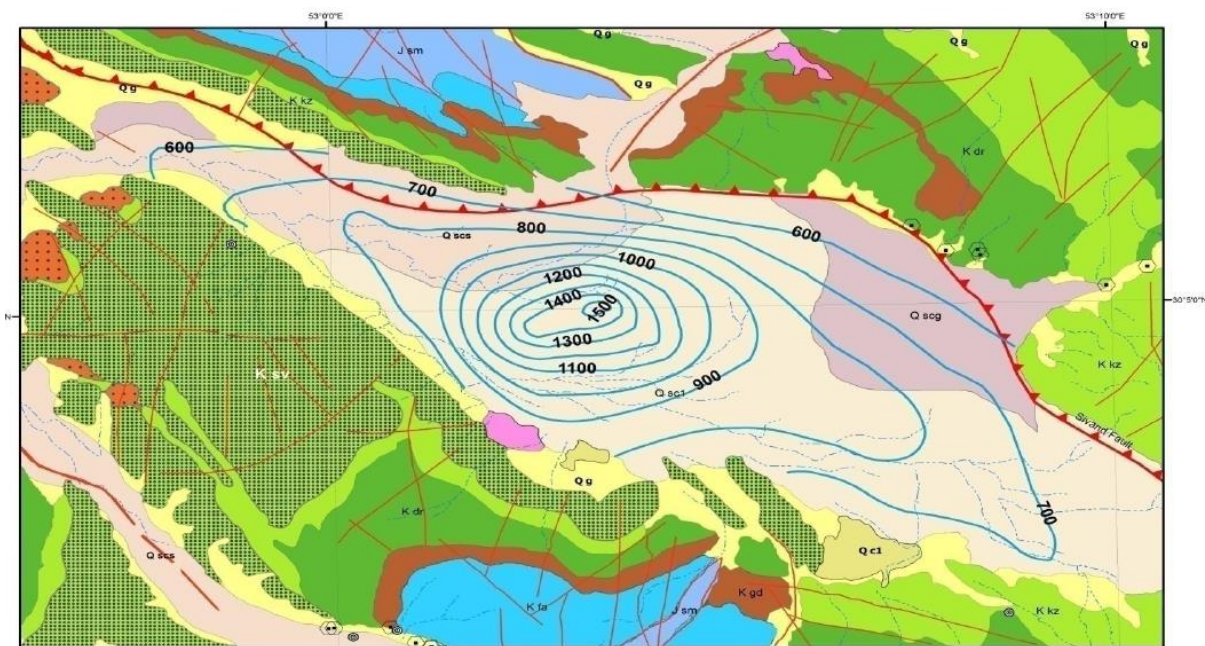 53°0'0"E
53°10'0"E
Q g
Q g
Q g
J sm
Q g
Q g
K kz
600
K dr
700
800
600
Q scs
1000
1200
1400
1500
30°5'0"E
N
Q scg
1300
K kz
1100
K sv
900
Q sc1
Sivand Fault
Q g
K dr
700
Q scs
Q c1
K gd
K fa
J sm
K kz